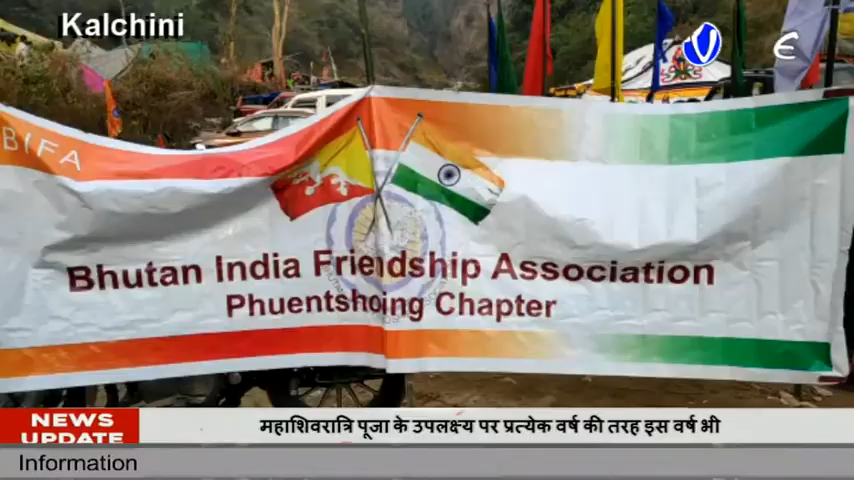 Kalchini
BIFA
Bhutan India Friendship Association
Phuentshoing Chapter
NEWS
UPDATE
महाशिवरात्रि पूजा के उपलक्ष्य पर प्रत्येक वर्ष की तरह इस वर्ष भी
Information